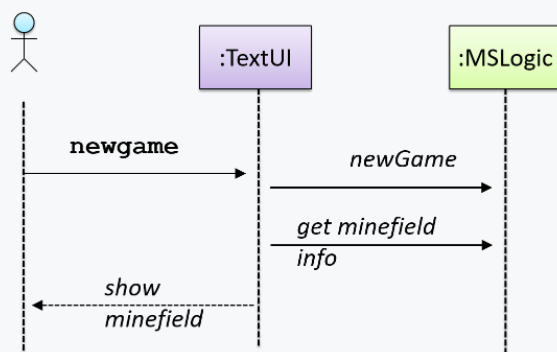 :TextUI
:MSLogic
newgame
newGame
get minefield
info
show
minefield